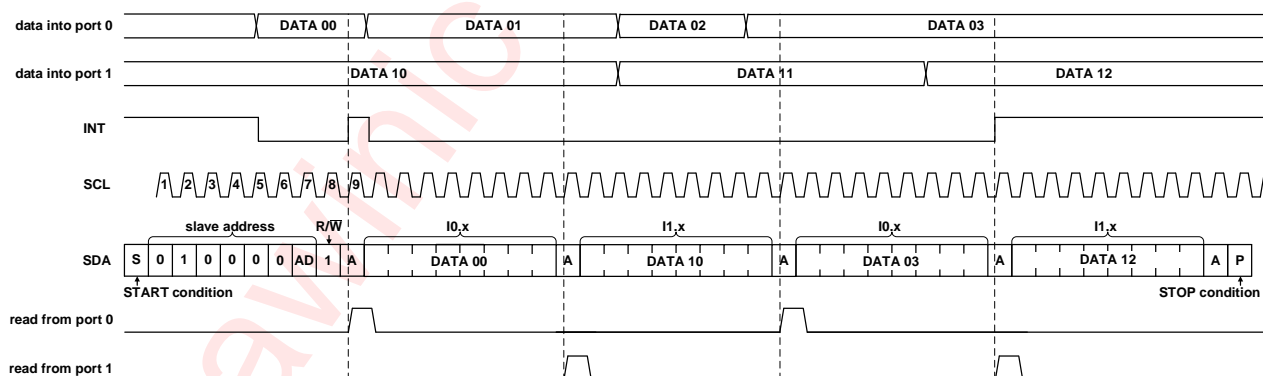 data into port 0 DATA 00 DATA 01 DATA 02 DATA 03
data into port 1 DATA 10 DATA 11 DATA 12
INT
SCL 1 2 3 4 5 6 7 8 9
slave address R/W̅ I0.x I1.x I0.x I1.x
SDA S 0 1 0 0 0 0 AD 1 A DATA 00 A DATA 10 A DATA 03 A DATA 12 A P
START condition STOP condition
read from port 0
read from port 1
awinic